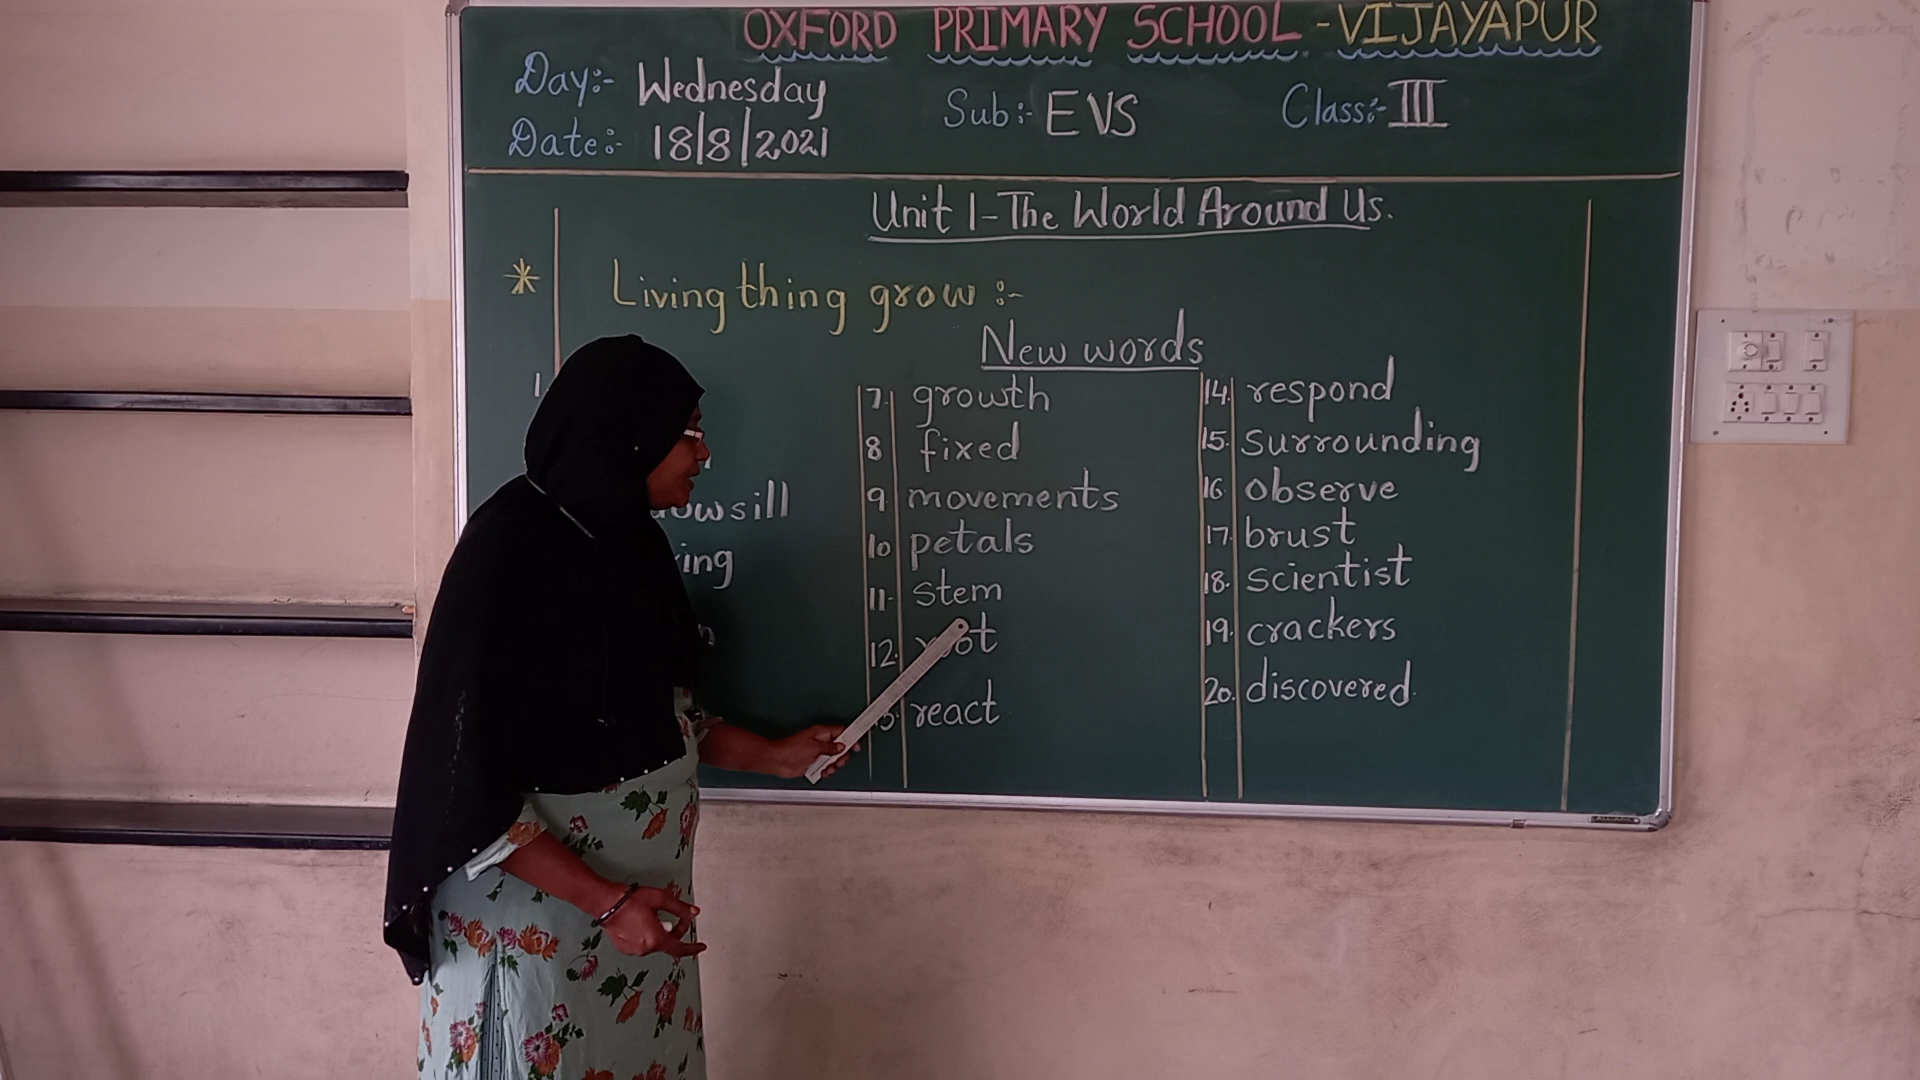 OXFORD PRIMARY SCHOOL - VIJAYAPUR
Day:- Wednesday
Date:- 18/8/2021
Sub:- EVS
Class:- III
Unit 1 - The World Around Us.
* Living thing grow :-
New words
1.
7. growth
8 fixed
9 movements
10 petals
11. stem
12.
react
14. respond
15. surrounding
16. observe
17. brust
18. scientist
19. crackers
20. discovered.